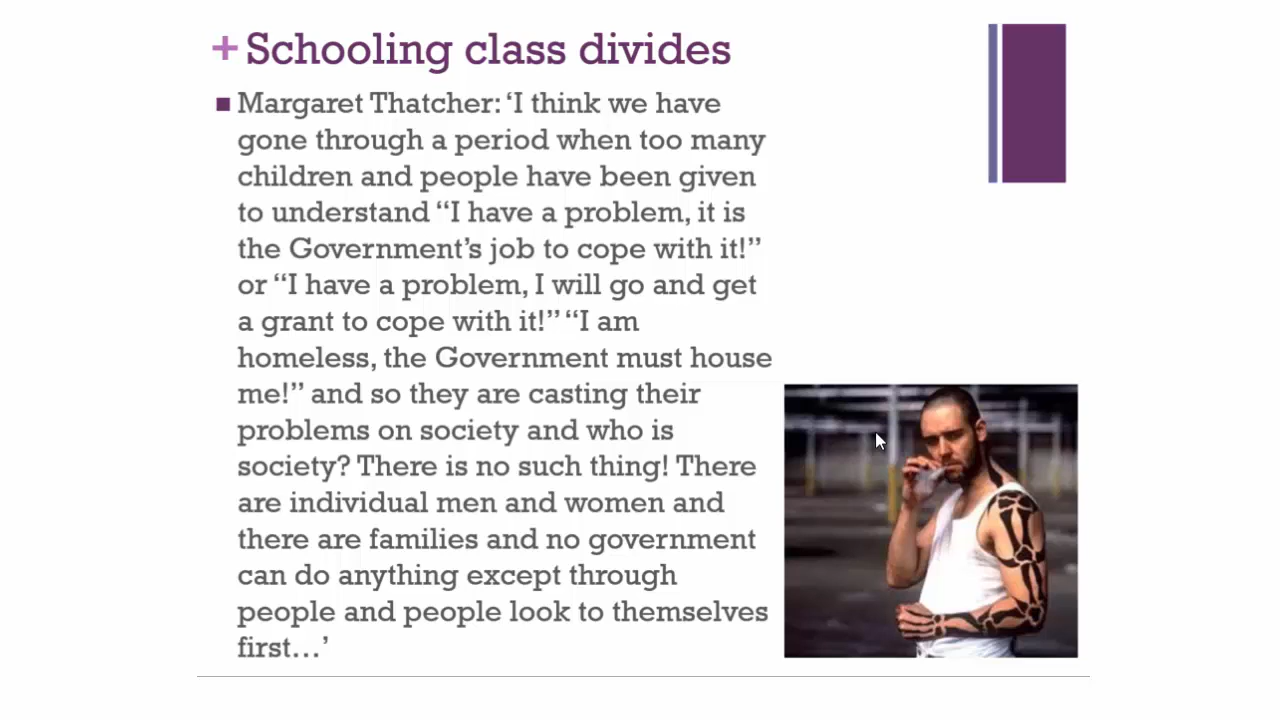 + Schooling class divides
Margaret Thatcher: ‘I think we have
gone through a period when too many
children and people have been given
to understand “I have a problem, it is
the Government’s job to cope with it!”
or “I have a problem, I will go and get
a grant to cope with it!” “I am
homeless, the Government must house
me!” and so they are casting their
problems on society and who is
society? There is no such thing! There
are individual men and women and
there are families and no government
can do anything except through
people and people look to themselves
first…’